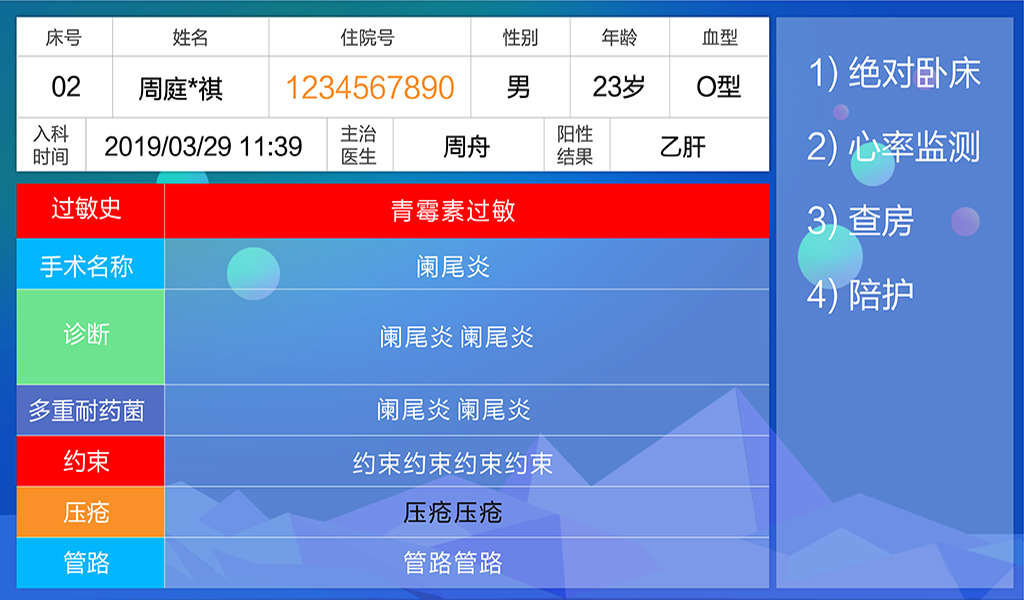 床号 姓名 住院号 性别 年龄 血型
02 周庭*祺 1234567890 男 23岁 O型
入科时间 2019/03/29 11:39 主治医生 周舟 阳性结果 乙肝
过敏史 青霉素过敏
手术名称 阑尾炎
诊断 阑尾炎 阑尾炎
多重耐药菌 阑尾炎 阑尾炎
约束 约束约束约束约束
压疮 压疮压疮
管路 管路管路
1) 绝对卧床
2) 心率监测
3) 查房
4) 陪护